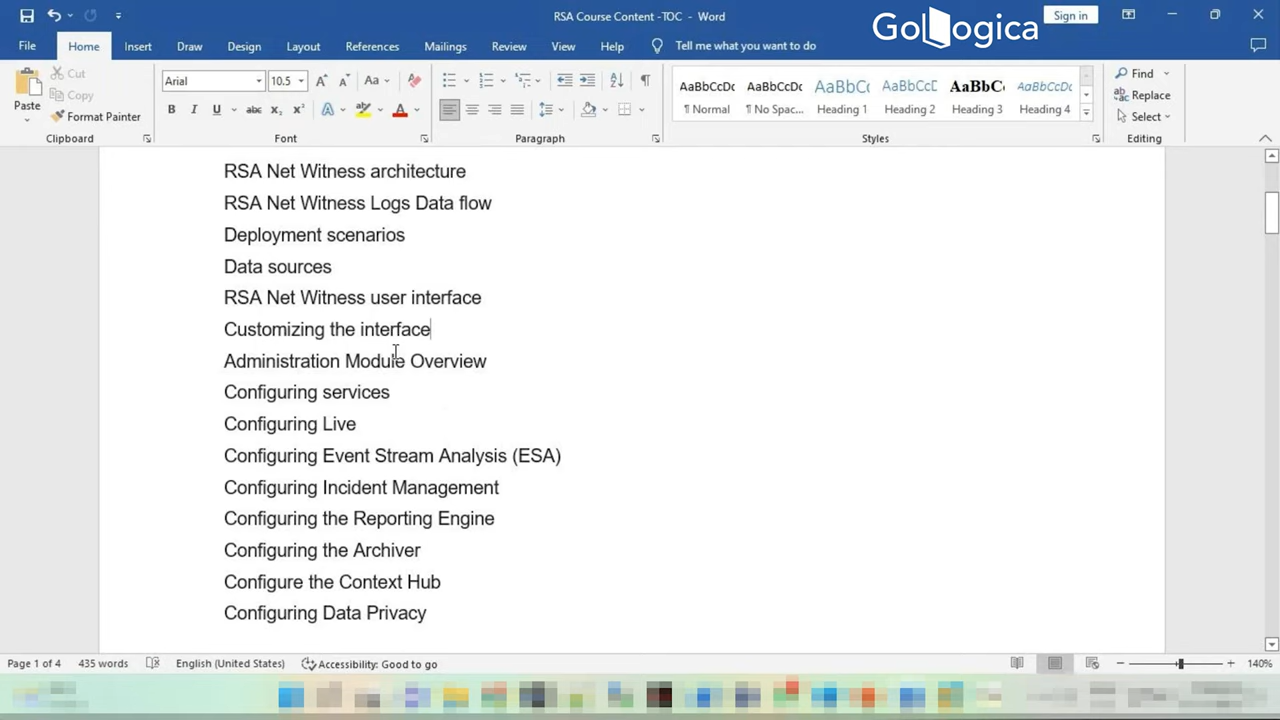 RSA Course Content -TOC - Word
GoLogica
Sign in
File Home Insert Draw Design Layout References Mailings Review View Help Tell me what you want to do
Paste
Cut
Copy
Format Painter
Clipboard
Arial 10.5
Font
Paragraph
AaBbCcDc AaBbCcDc AaBbCcD AaBbCcD AaBbC AaBbCcDc
¶ Normal ¶ No Spac... Heading 1 Heading 2 Heading 3 Heading 4
Styles
Find
Replace
Select
Editing
RSA Net Witness architecture
RSA Net Witness Logs Data flow
Deployment scenarios
Data sources
RSA Net Witness user interface
Customizing the interface
Administration Module Overview
Configuring services
Configuring Live
Configuring Event Stream Analysis (ESA)
Configuring Incident Management
Configuring the Reporting Engine
Configuring the Archiver
Configure the Context Hub
Configuring Data Privacy
Page 1 of 4 435 words English (United States) Accessibility: Good to go 140%